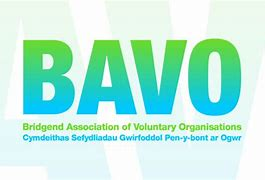 BAVO
Bridgend Association of Voluntary Organisations
Cymdeithas Sefydliadau Gwirfoddol Pen-y-bont ar Ogwr